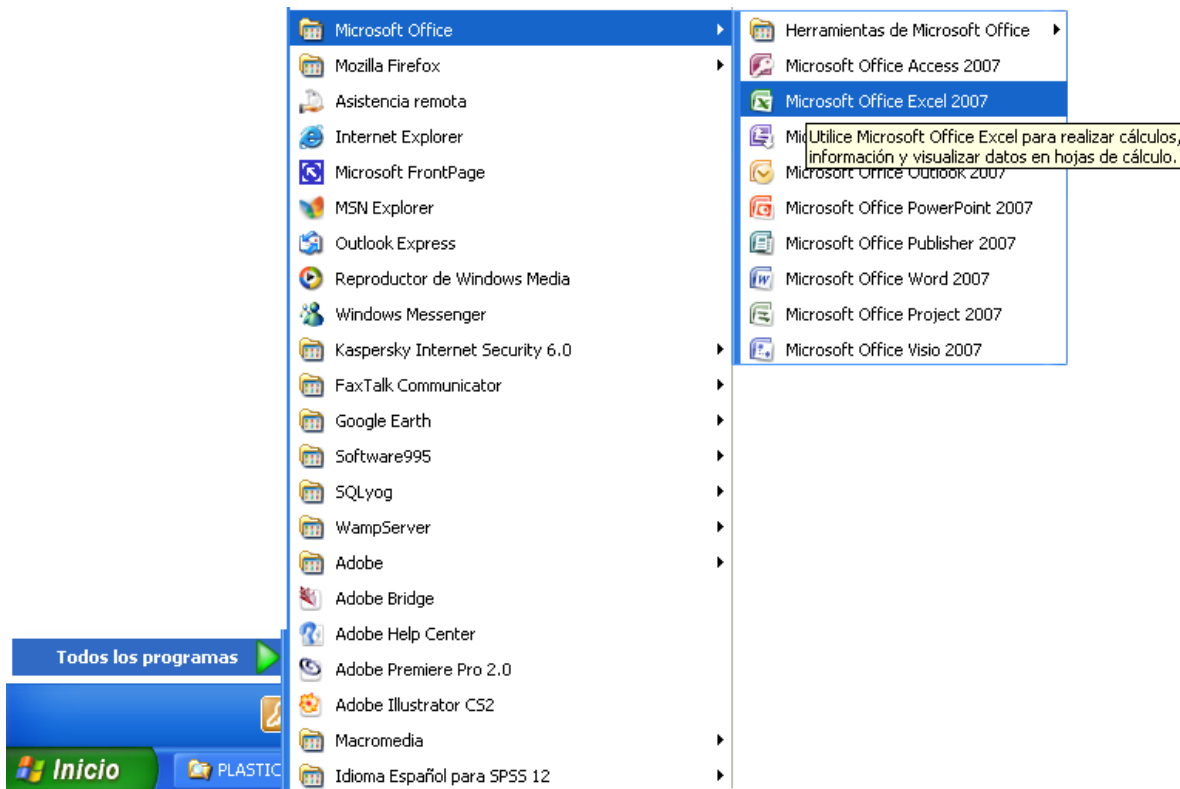 Microsoft Office
Mozilla Firefox
Asistencia remota
Internet Explorer
Microsoft FrontPage
MSN Explorer
Outlook Express
Reproductor de Windows Media
Windows Messenger
Kaspersky Internet Security 6.0
FaxTalk Communicator
Google Earth
Software995
SQLyog
WampServer
Adobe
Adobe Bridge
Adobe Help Center
Adobe Premiere Pro 2.0
Adobe Illustrator CS2
Macromedia
Idioma Español para SPSS 12
Herramientas de Microsoft Office
Microsoft Office Access 2007
Microsoft Office Excel 2007
Utilice Microsoft Office Excel para realizar cálculos,
información y visualizar datos en hojas de cálculo.
Microsoft Office Outlook 2007
Microsoft Office PowerPoint 2007
Microsoft Office Publisher 2007
Microsoft Office Word 2007
Microsoft Office Project 2007
Microsoft Office Visio 2007
Todos los programas
Inicio
PLASTIC